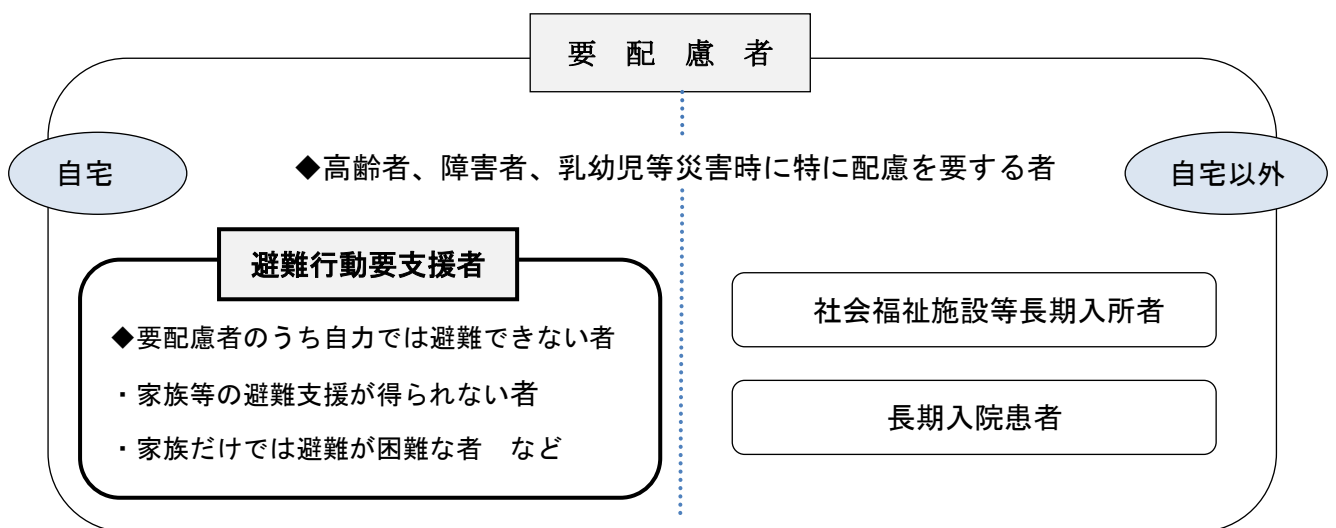 要 配 慮 者
自宅
◆高齢者、障害者、乳幼児等災害時に特に配慮を要する者
自宅以外
避難行動要支援者
◆要配慮者のうち自力では避難できない者
・家族等の避難支援が得られない者
・家族だけでは避難が困難な者　など
社会福祉施設等長期入所者
長期入院患者